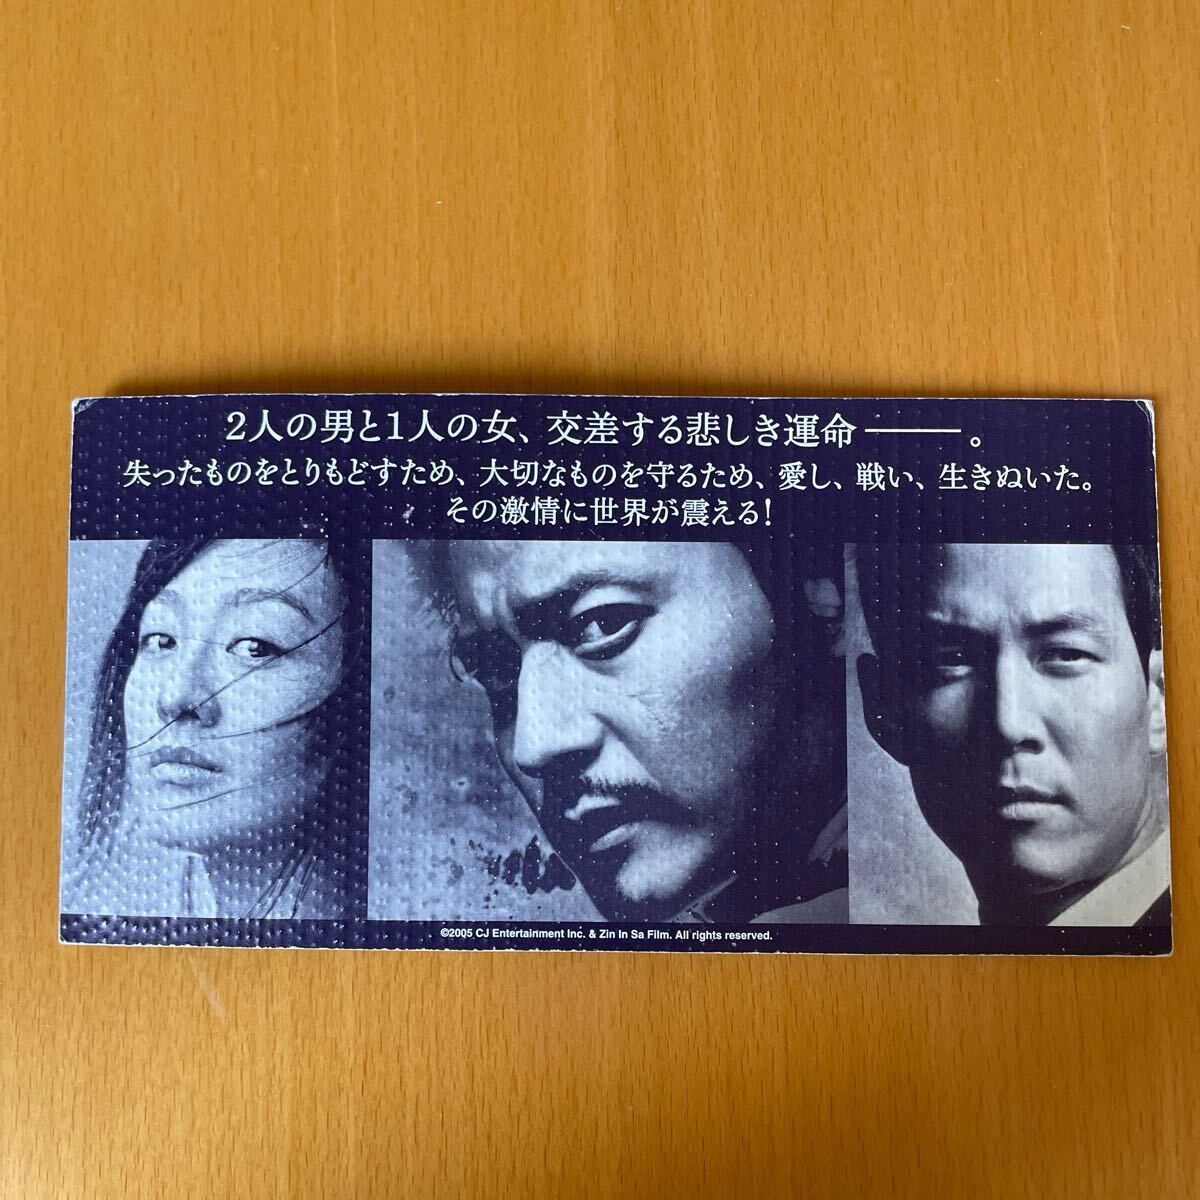 2人の男と1人の女、交差する悲しき運命―――。
失ったものをとりもどすため、大切なものを守るため、愛し、戦い、生きぬいた。
その激情に世界が震える!
©2005 CJ Entertainment Inc. & Zin In Sa Film. All rights reserved.